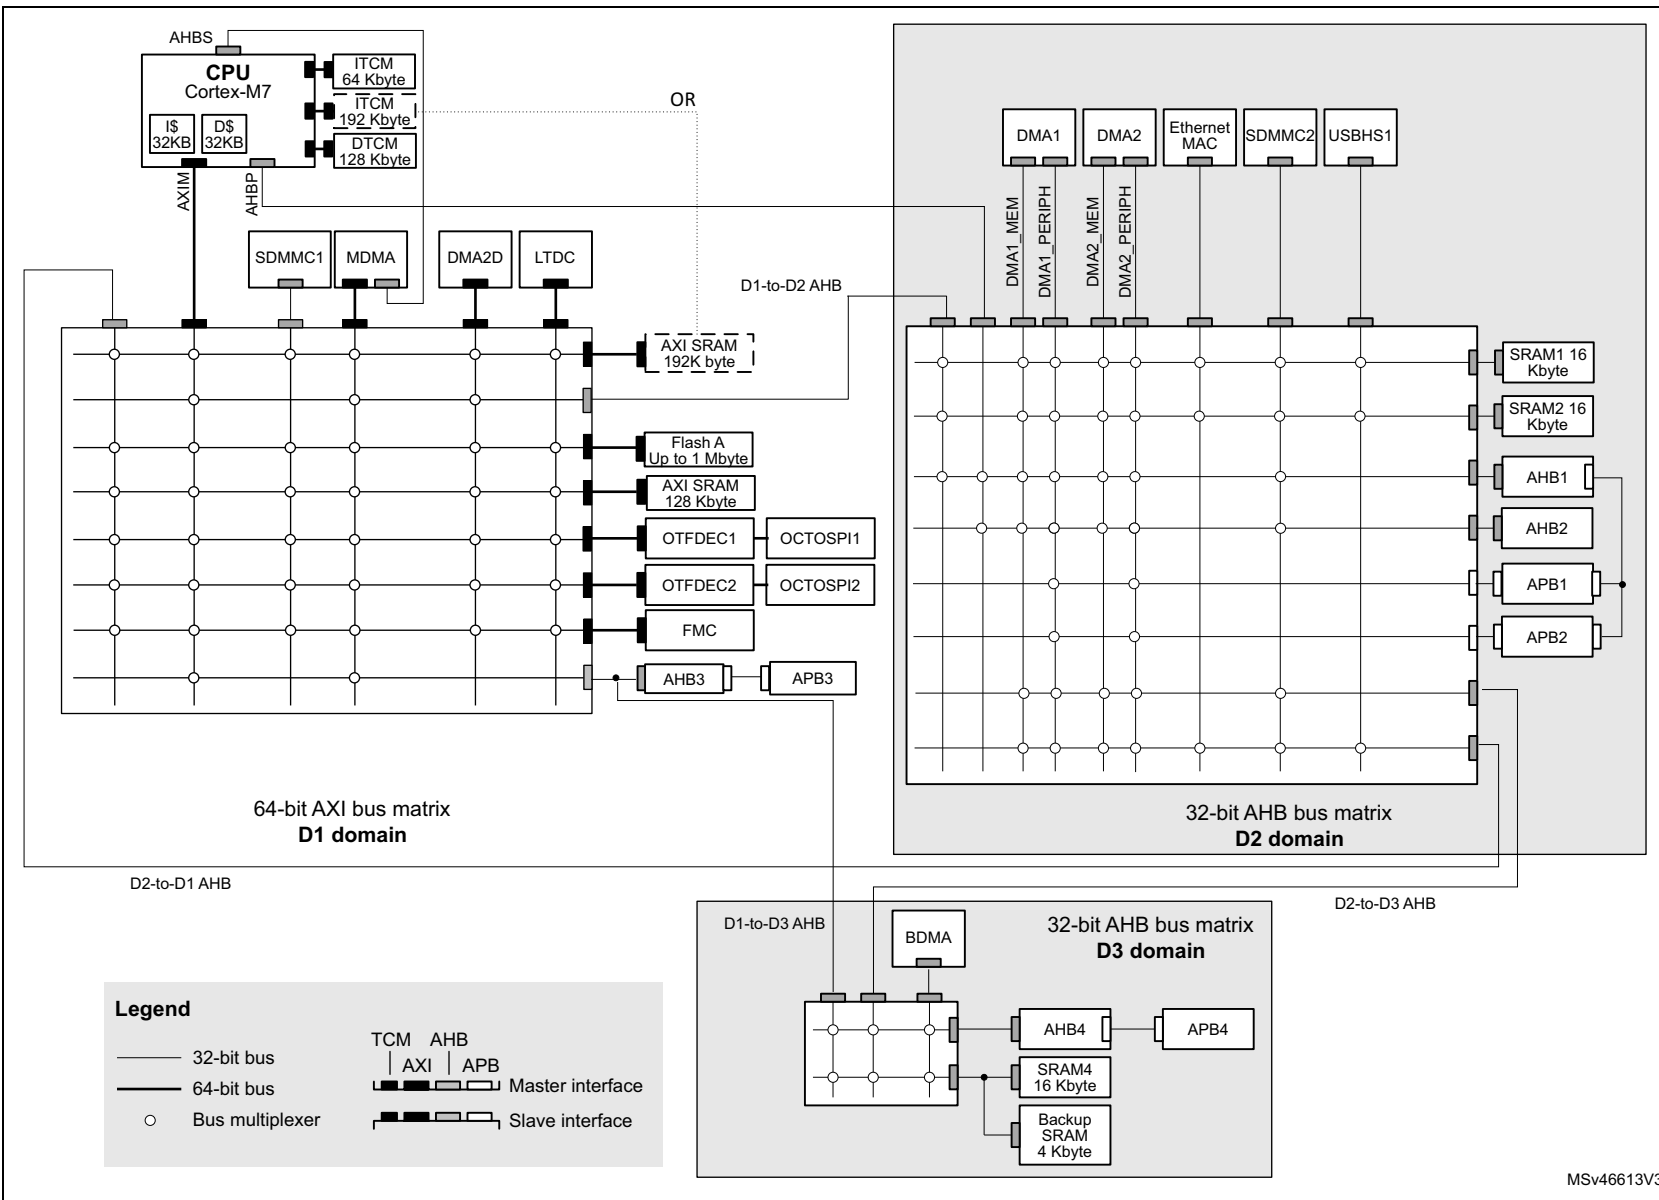 AHBS
CPU
Cortex-M7
I$
32KB
D$
32KB
ITCM
64 Kbyte
ITCM
192 Kbyte
DTCM
128 Kbyte
OR
AXIM
AHBP
SDMMC1
MDMA
DMA2D
LTDC
D1-to-D2 AHB
AXI SRAM
192K byte
Flash A
Up to 1 Mbyte
AXI SRAM
128 Kbyte
OTFDEC1
OCTOSPI1
OTFDEC2
OCTOSPI2
FMC
AHB3
APB3
64-bit AXI bus matrix
D1 domain
DMA1
DMA2
Ethernet
MAC
SDMMC2
USBHS1
DMA1_MEM
DMA1_PERIPH
DMA2_MEM
DMA2_PERIPH
SRAM1 16
Kbyte
SRAM2 16
Kbyte
AHB1
AHB2
APB1
APB2
32-bit AHB bus matrix
D2 domain
D2-to-D1 AHB
D2-to-D3 AHB
D1-to-D3 AHB
BDMA
32-bit AHB bus matrix
D3 domain
AHB4
APB4
SRAM4
16 Kbyte
Backup
SRAM
4 Kbyte
Legend
32-bit bus
64-bit bus
Bus multiplexer
TCM
AHB
AXI
APB
Master interface
Slave interface
MSv46613V3